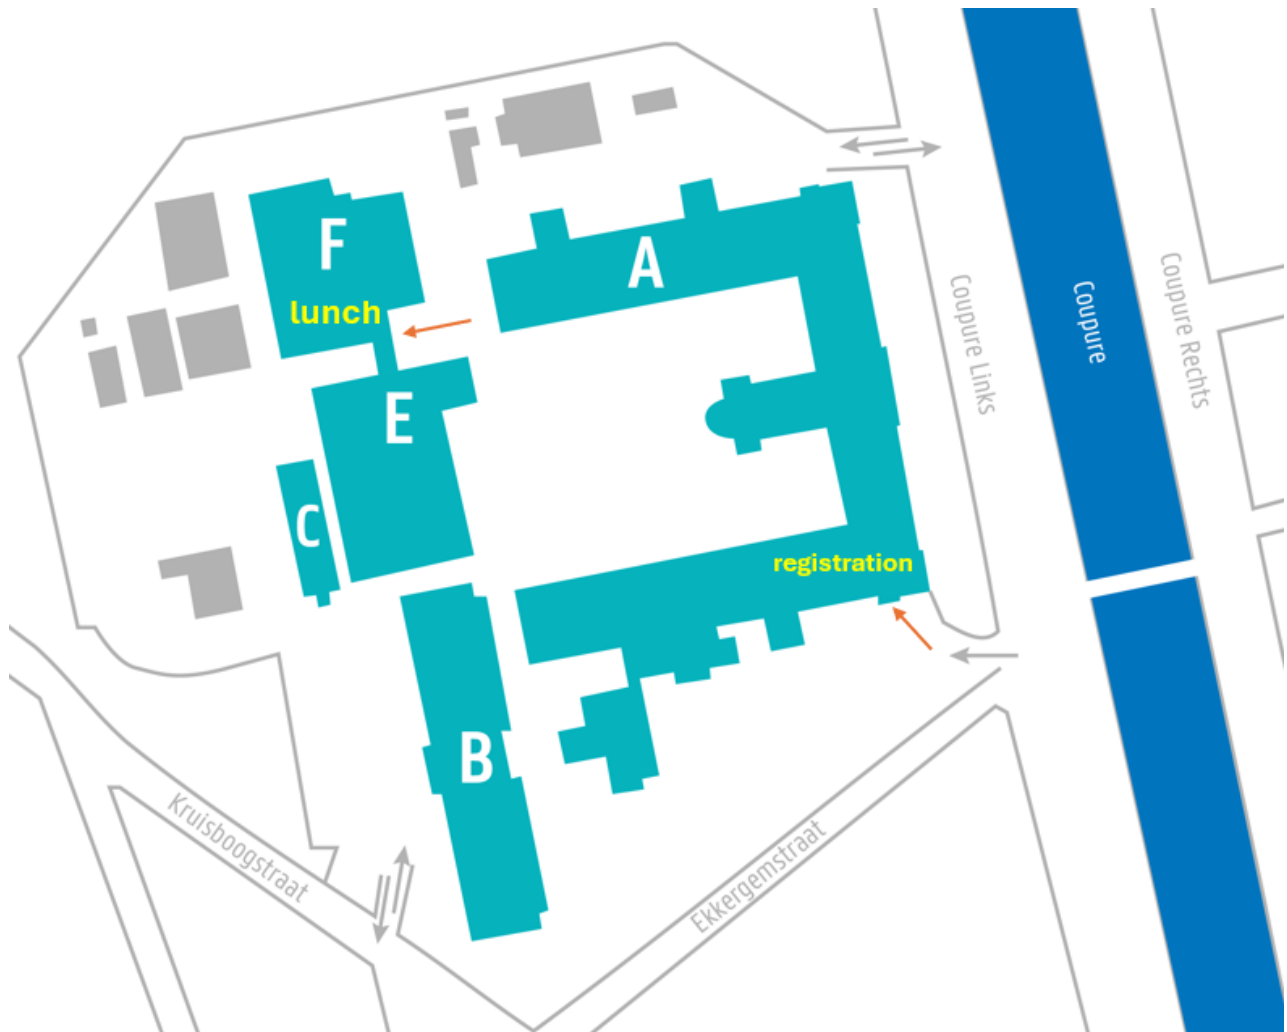 F
A
lunch
Coupure Links
Coupure
Coupure Rechts
E
C
registration
B
Kruisboogstraat
Ekkergemstraat